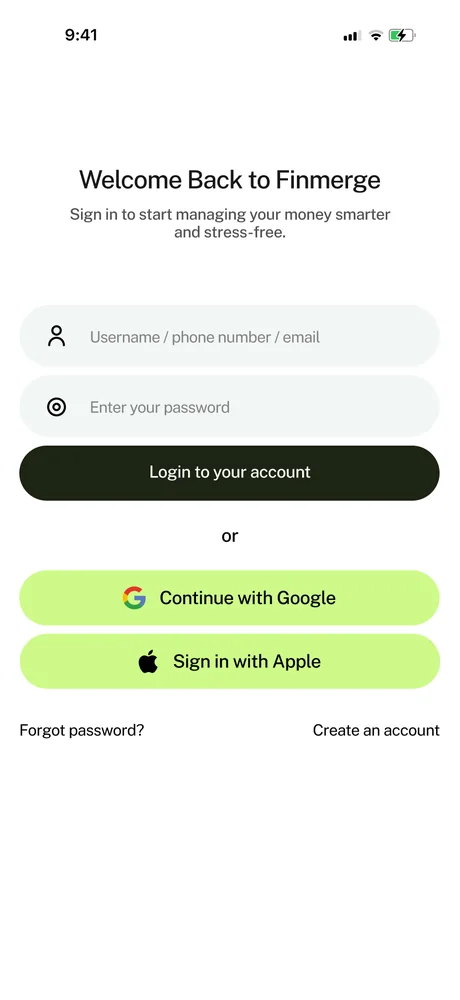 9:41
Welcome Back to Finmerge
Sign in to start managing your money smarter
and stress-free.
Username / phone number / email
Enter your password
Login to your account
or
Continue with Google
Sign in with Apple
Forgot password?
Create an account